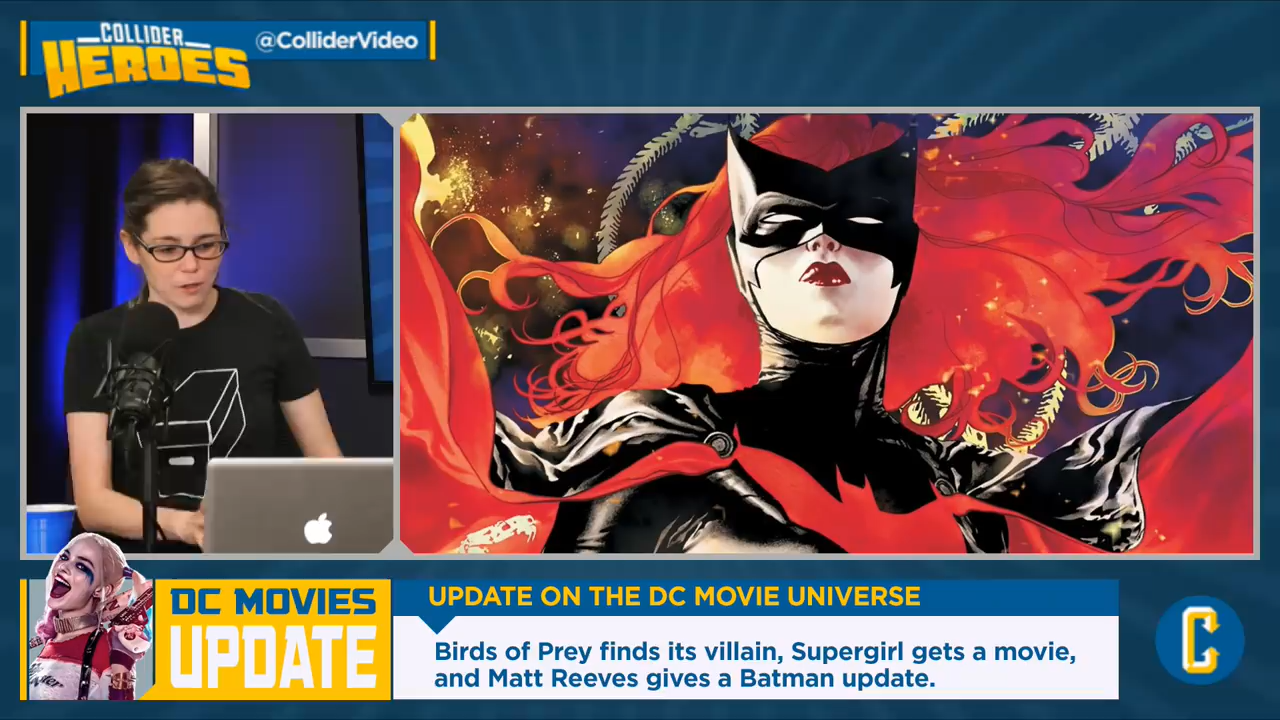 COLLIDER
HEROES
@ColliderVideo
DC MOVIES
UPDATE
UPDATE ON THE DC MOVIE UNIVERSE
Birds of Prey finds its villain, Supergirl gets a movie,
and Matt Reeves gives a Batman update.